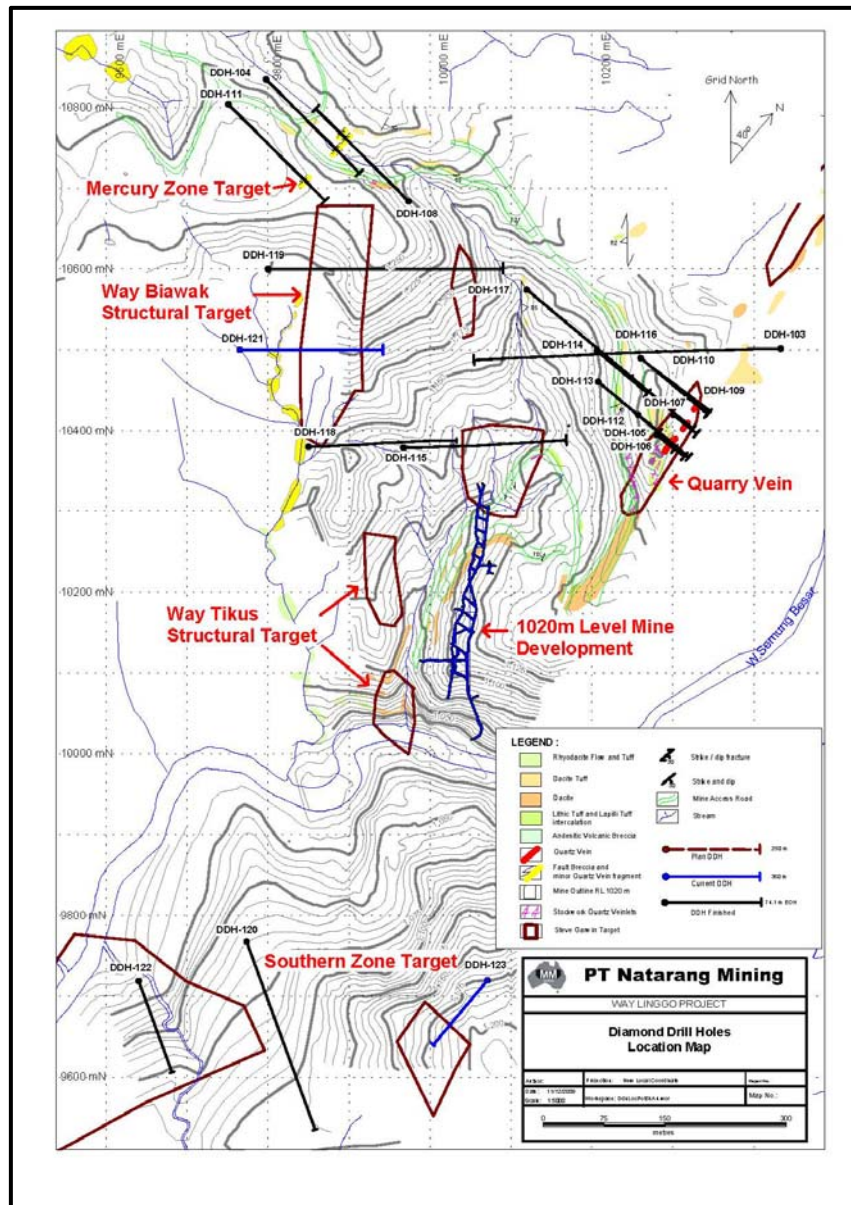 9600 mE
9800 mE
10000 mE
10200 mE
DDH-104
DDH-111
10800 mN
Grid North
N
40°
Mercury Zone Target
DDH-108
DDH-119
10600 mN
Way Biawak
Structural Target
DDH-117
DDH-121
DDH-114
DDH-116
DDH-103
DDH-110
DDH-113
DDH-109
DDH-107
DDH-112
DDH-105
DDH-106
10400 mN
DDH-118
DDH-115
Quarry Vein
10200 mN
Way Tikus
Structural Target
1020m Level Mine
Development
W.Semung Besar
10000 mN
LEGEND :
Rhyodacite Flow and Tuff
Dacite Tuff
Dacite
Lithic Tuff and Lapilli Tuff
intercalation
Andesitic Volcanic Breccia
Quartz Vein
Fault Breccia and
minor Quartz Vein fragment
Mine Outline RL 1020 m
Stockwork Quartz Veinlets
Target
Strike / dip fracture
Strike and dip
Mine Access Road
Stream
Plan DDH
Current DDH
DDH Finished
9800 mN
DDH-120
DDH-122
Southern Zone Target
DDH-123
9600 mN
MM
PT Natarang Mining
WAY LINGGO PROJECT
Diamond Drill Holes
Location Map
Map No.:
0 75 150 300
metres